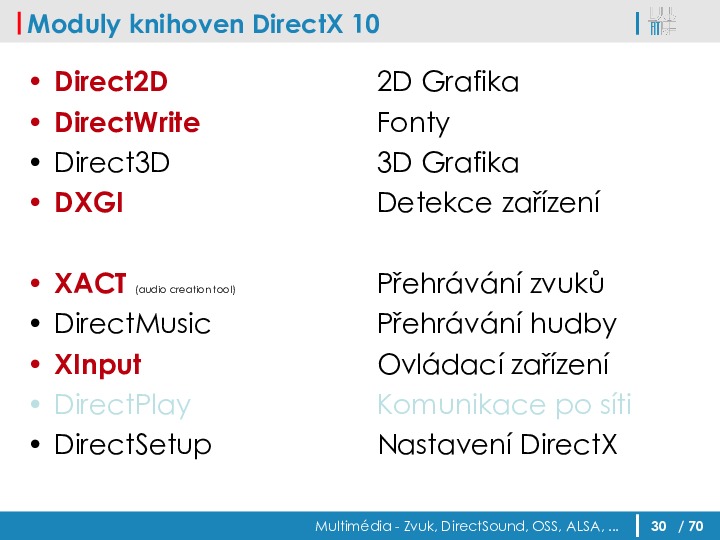 Moduly knihoven DirectX 10
• Direct2D 2D Grafika
• DirectWrite Fonty
• Direct3D 3D Grafika
• DXGI Detekce zařízení
• XACT (audio creation tool) Přehrávání zvuků
• DirectMusic Přehrávání hudby
• XInput Ovládací zařízení
• DirectPlay Komunikace po síti
• DirectSetup Nastavení DirectX
Multimédia - Zvuk, DirectSound, OSS, ALSA, ... 30 / 70